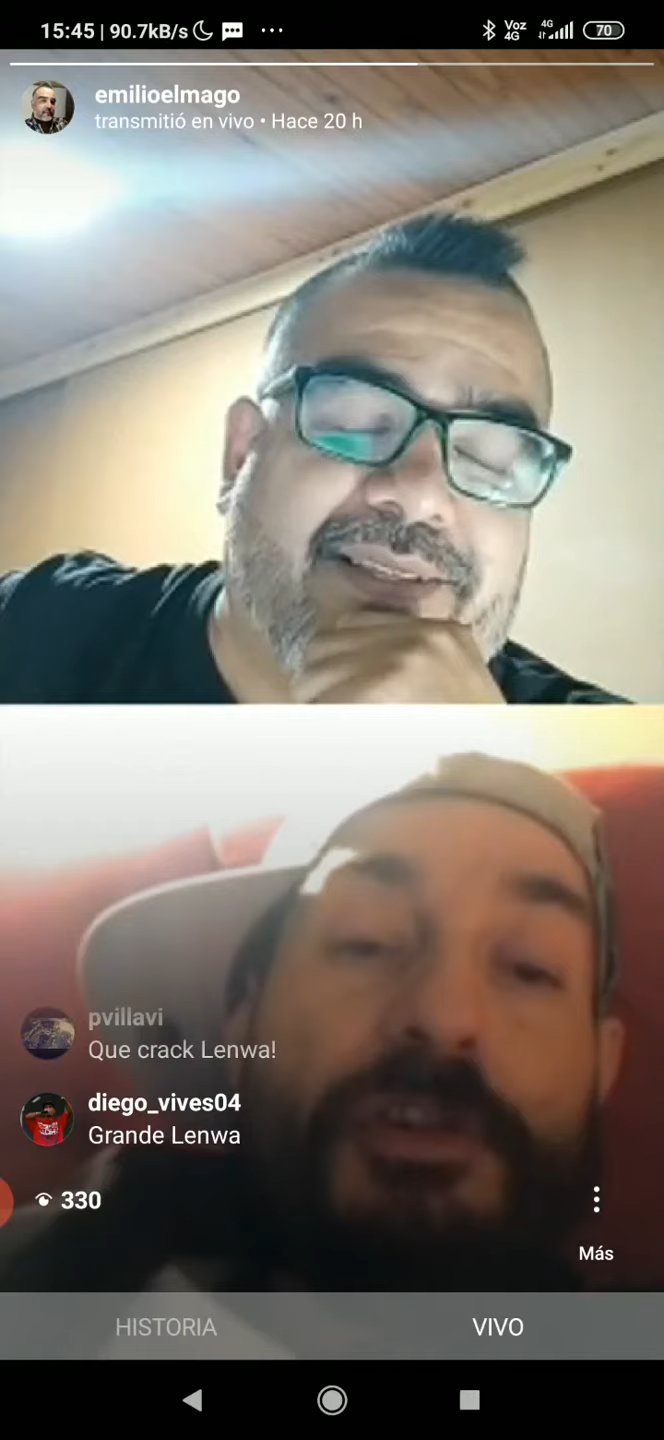 15:45 | 90.7kB/s
Voz
4G
4G
70
emilioelmago
transmitió en vivo • Hace 20 h
pvillavi
Que crack Lenwa!
diego_vives04
Grande Lenwa
330
Más
HISTORIA
VIVO